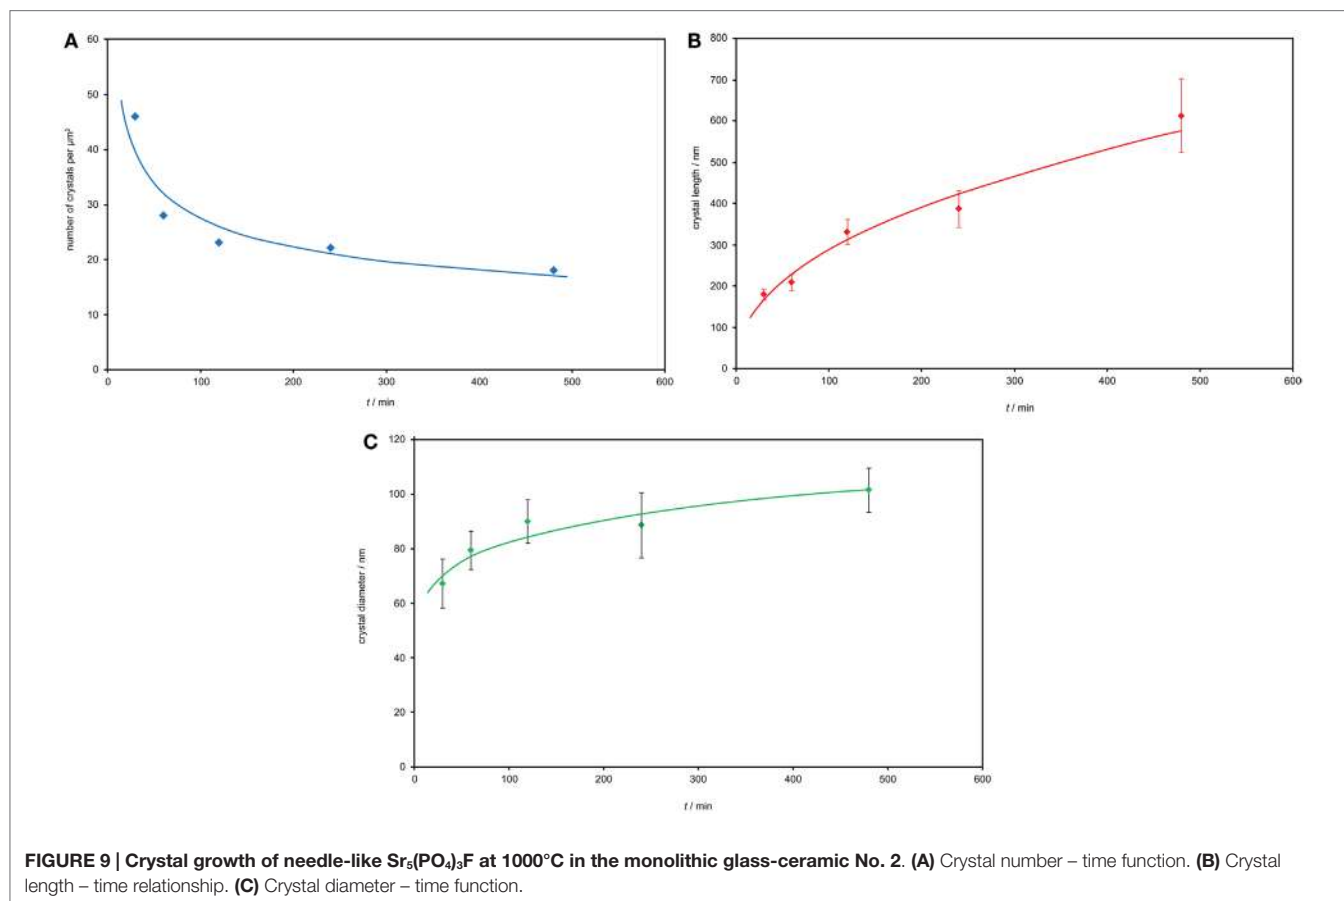 A
60
50
40
30
20
10
0
number of crystals per µm²
0 100 200 300 400 500 600
t / min
B
800
700
600
500
400
300
200
100
0
crystal length / nm
0 100 200 300 400 500 600
t / min
C
120
100
80
60
40
20
0
crystal diameter / nm
0 100 200 300 400 500 600
t / min
FIGURE 9 | Crystal growth of needle-like Sr₅(PO₄)₃F at 1000°C in the monolithic glass-ceramic No. 2. (A) Crystal number – time function. (B) Crystal
length – time relationship. (C) Crystal diameter – time function.